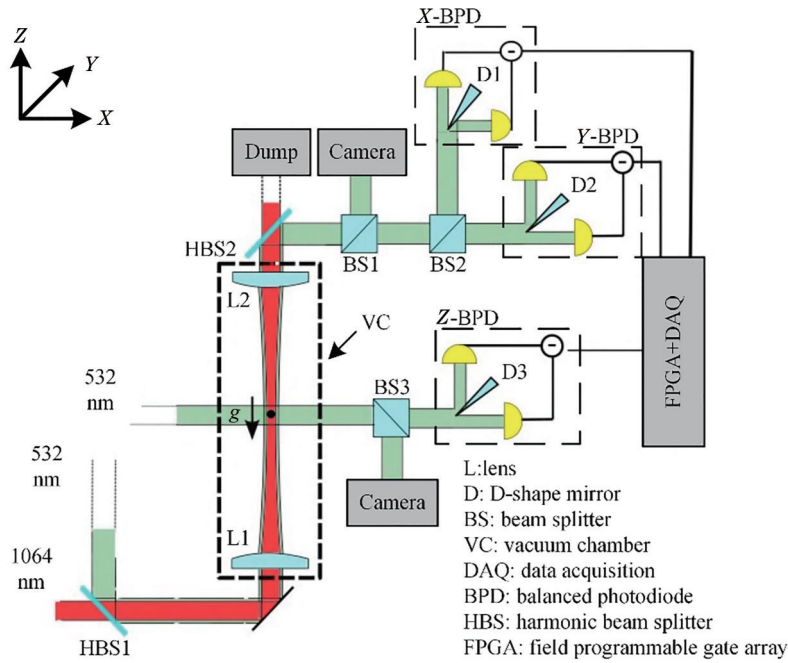 X-BPD
Z
Y
X
D1
Y-BPD
Dump
Camera
D2
HBS2
BS1
BS2
L2
VC
Z-BPD
FPGA+DAQ
532
nm
g
BS3
D3
532
nm
Camera
L:lens
D: D-shape mirror
BS: beam splitter
VC: vacuum chamber
DAQ: data acquisition
BPD: balanced photodiode
HBS: harmonic beam splitter
FPGA: field programmable gate array
L1
1064
nm
HBS1